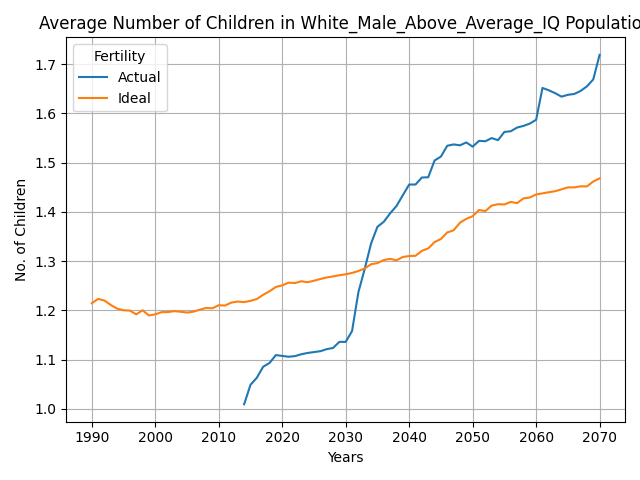 Average Number of Children in White_Male_Above_Average_IQ Populatio
No. of Children
1.7
1.6
1.5
1.4
1.3
1.2
1.1
1.0
Fertility
Actual
Ideal
1990 2000 2010 2020 2030 2040 2050 2060 2070
Years